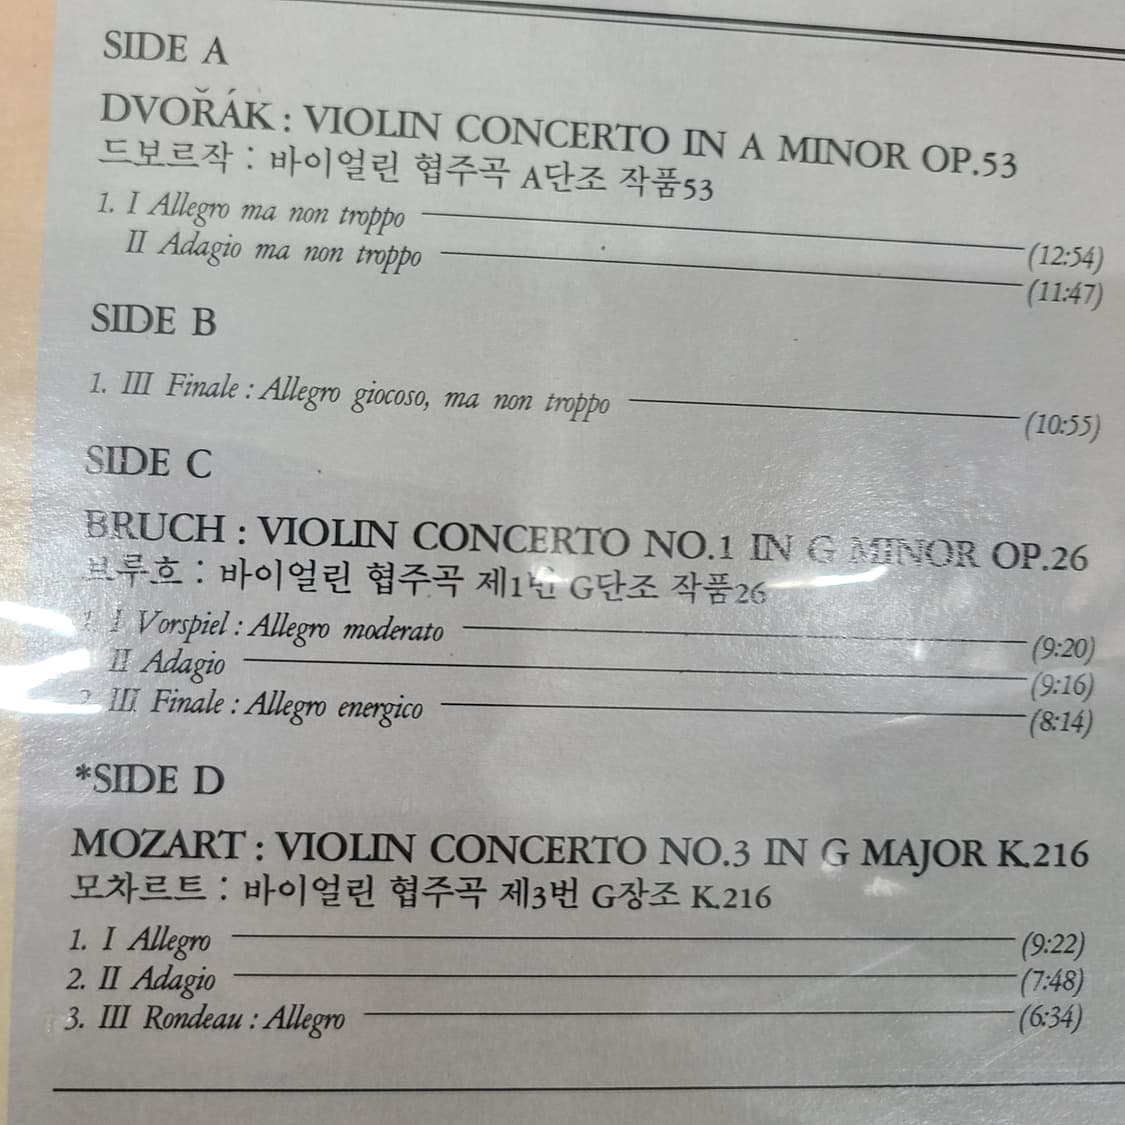 SIDE A
DVOŘÁK : VIOLIN CONCERTO IN A MINOR OP.53
드보르작 : 바이얼린 협주곡 A단조 작품53
1. I Allegro ma non troppo (12:54)
II Adagio ma non troppo (11:47)
SIDE B
1. III Finale : Allegro giocoso, ma non troppo (10:55)
SIDE C
BRUCH : VIOLIN CONCERTO NO.1 IN G MINOR OP.26
브루흐 : 바이얼린 협주곡 제1번 G단조 작품26
I Vorspiel : Allegro moderato (9:20)
II Adagio (9:16)
2. III Finale : Allegro energico (8:14)
*SIDE D
MOZART : VIOLIN CONCERTO NO.3 IN G MAJOR K.216
모차르트 : 바이얼린 협주곡 제3번 G장조 K.216
1. I Allegro (9:22)
2. II Adagio (7:48)
3. III Rondeau : Allegro (6:34)